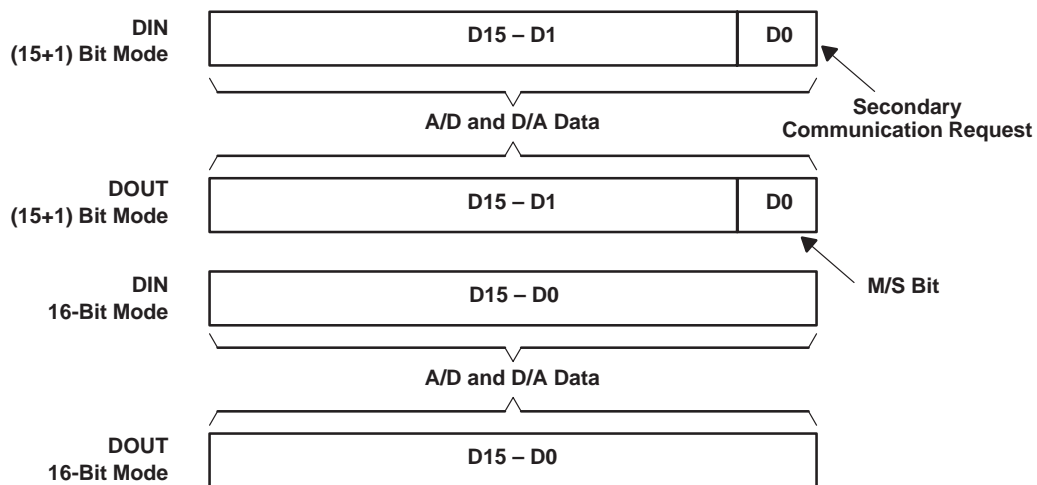 DIN
(15+1) Bit Mode
D15 – D1
D0
Secondary
Communication Request
A/D and D/A Data
DOUT
(15+1) Bit Mode
D15 – D1
D0
M/S Bit
DIN
16-Bit Mode
D15 – D0
A/D and D/A Data
DOUT
16-Bit Mode
D15 – D0